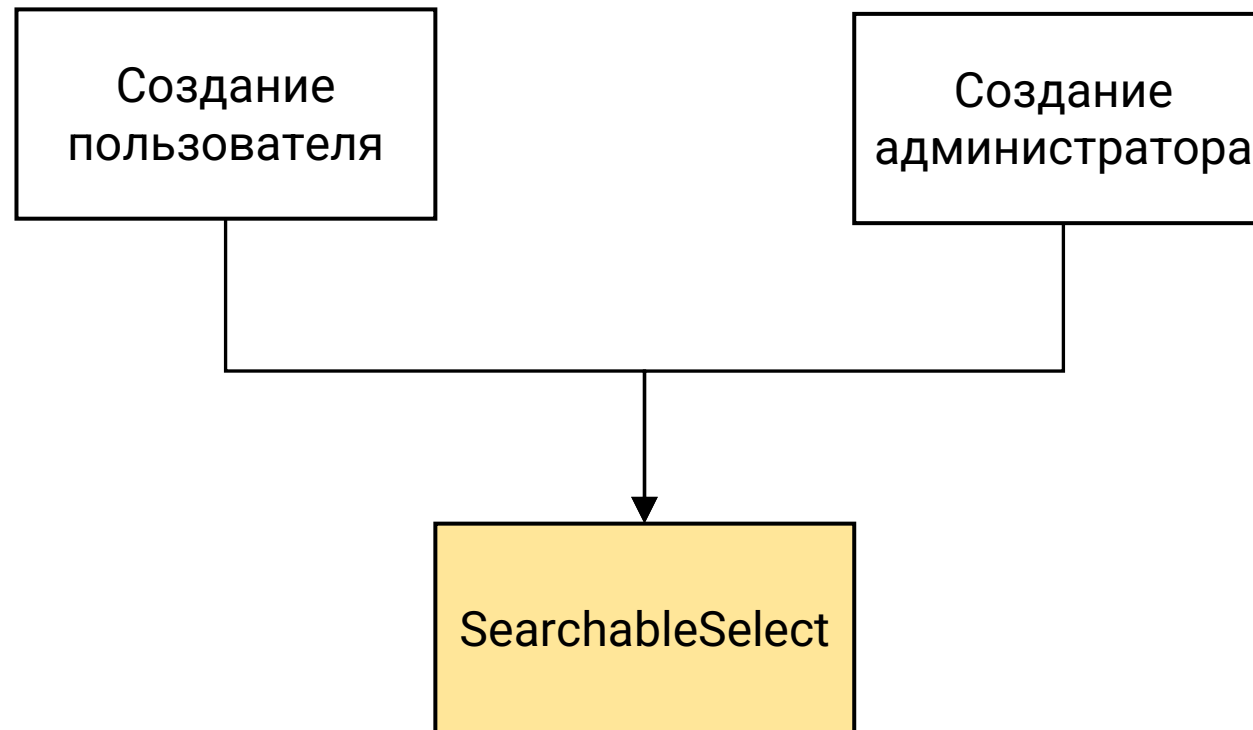 Создание
пользователя
Создание
администратора
SearchableSelect